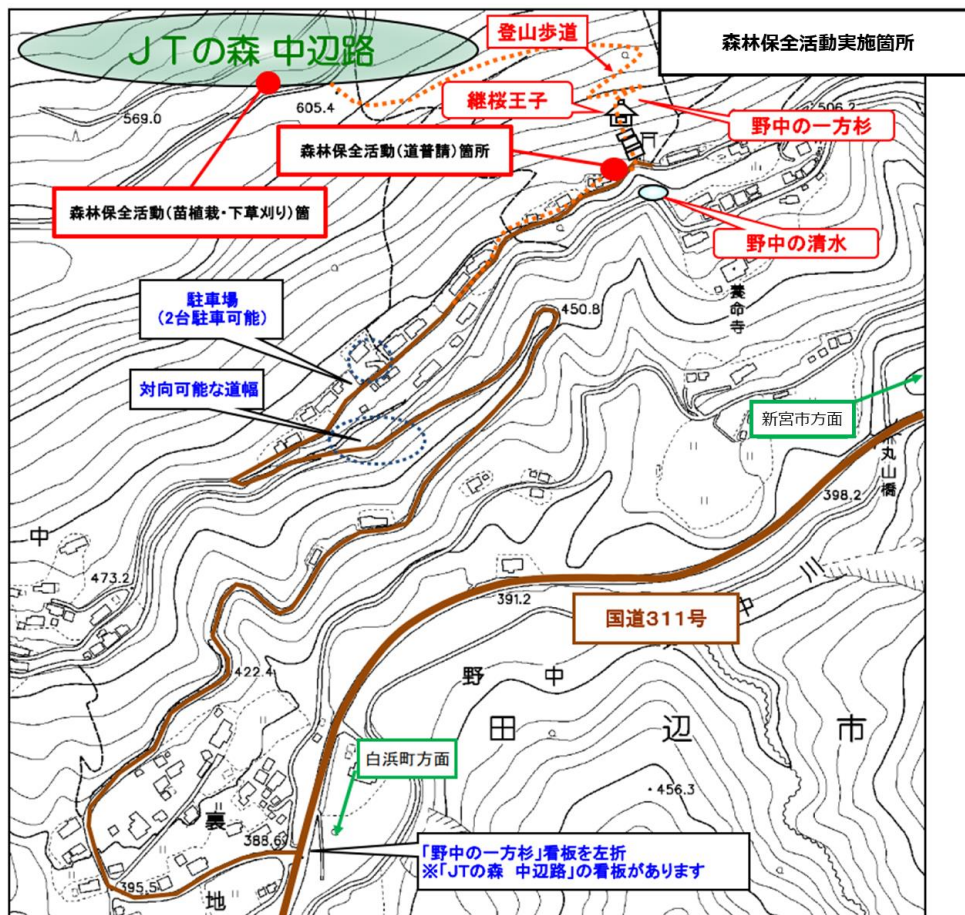 森林保全活動実施箇所
JTの森 中辺路
登山歩道
569.0
605.4
継桜王子
506.2
野中の一方杉
森林保全活動(道普請)箇所
森林保全活動(苗植栽・下草刈り)箇
野中の清水
養命寺
駐車場
(2台駐車可能)
450.8
対向可能な道幅
新宮市方面
丸山橋
398.2
中
473.2
391.2
国道311号
中
川
422.4
野中
田辺市
白浜町方面
456.3
裏
地
388.6
395.5
「野中の一方杉」看板を左折
※「JTの森 中辺路」の看板があります